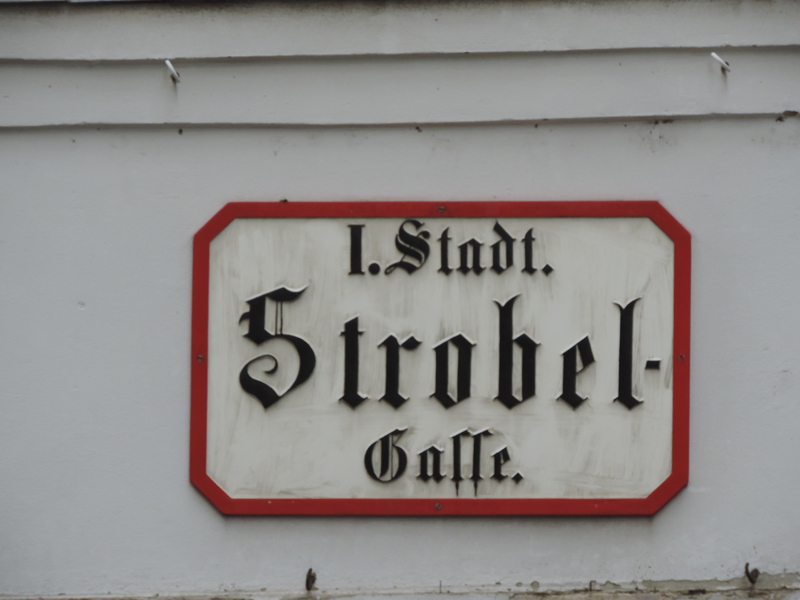 I. Stadt.
Strobel-
Gaſſe.